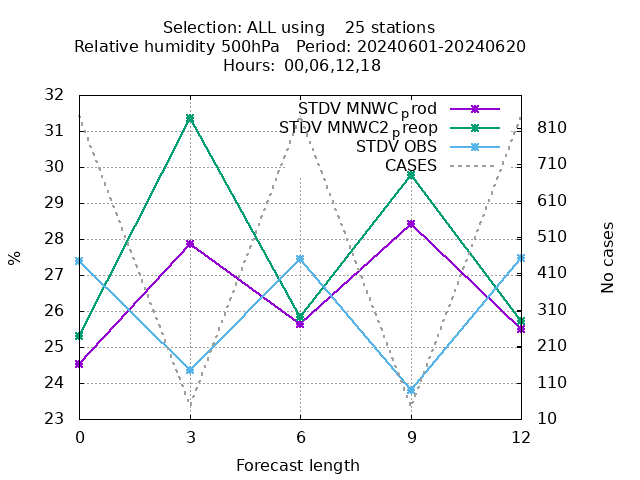 Selection: ALL using    25 stations
Relative humidity 500hPa   Period: 20240601-20240620
Hours: 00,06,12,18
STDV MNWCprod
STDV MNWC2preop
STDV OBS
CASES
%
32
31
30
29
28
27
26
25
24
23
810
710
610
510
410
310
210
110
10
No cases
0 3 6 9 12
Forecast length